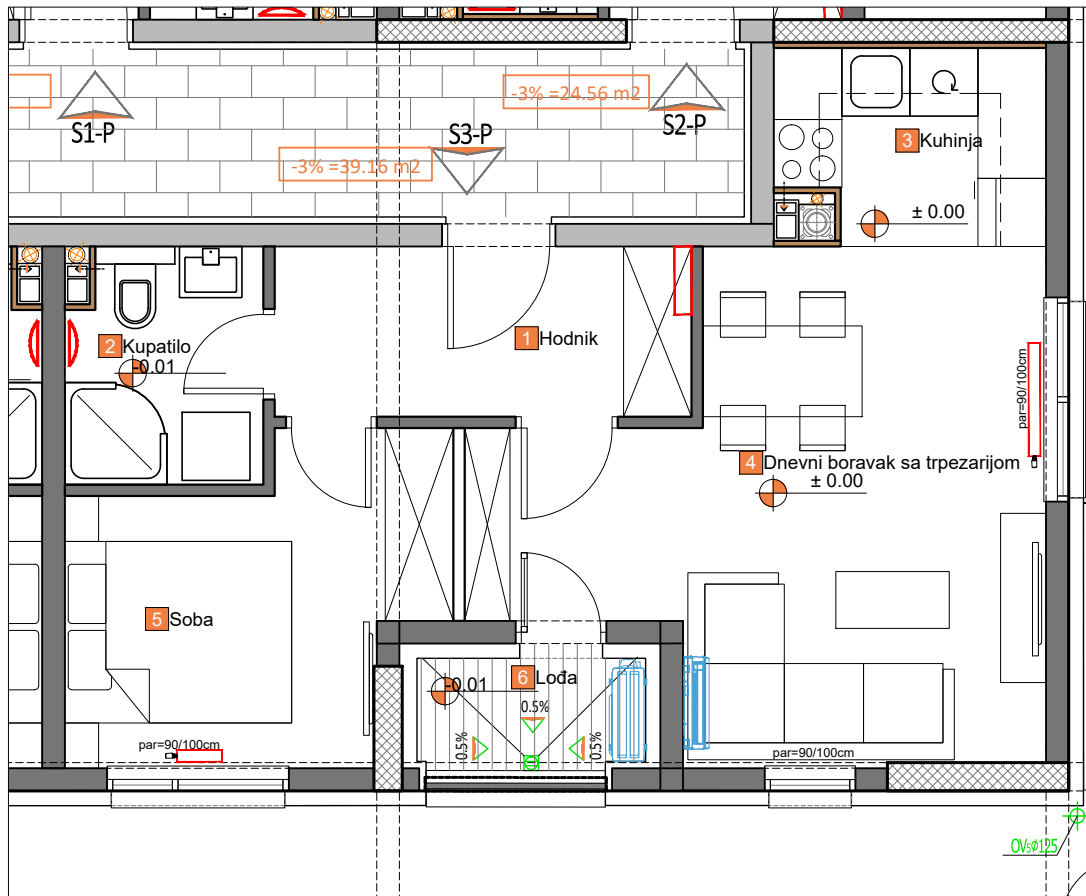 -3% =24.56 m2
S1-P
S3-P
S2-P
-3% =39.16 m2
3 Kuhinja
± 0.00
1 Hodnik
2 Kupatilo
-0.01
par=90/100cm
4 Dnevni boravak sa trpezarijom
± 0.00
5 Soba
6 Lođa
-0.01
0.5%
0.5%
0.5%
par=90/100cm
par=90/100cm
OV5Ø125